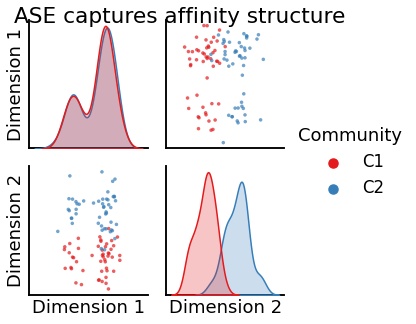 ASE captures affinity structure
Dimension 1
Community
C1
C2
Dimension 2
Dimension 1
Dimension 2